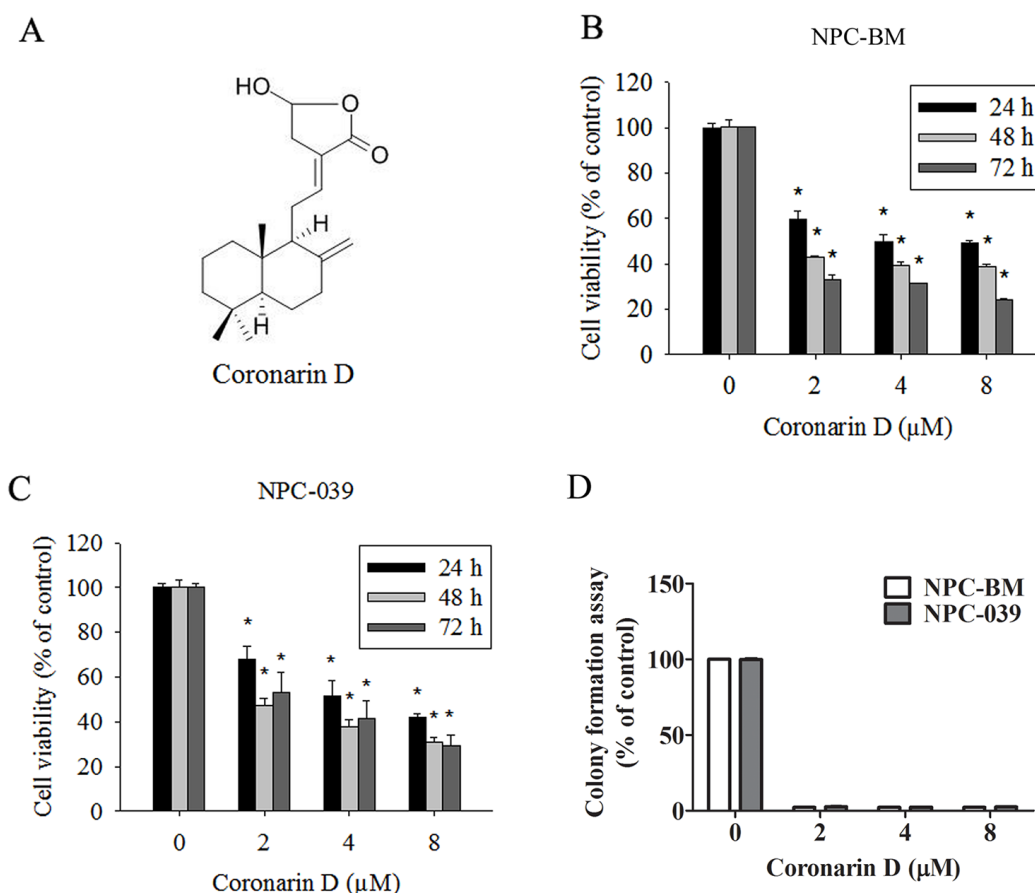 A
HO
O
O
H
H
Coronarin D
B
NPC-BM
Cell viability (% of control)
120
100
80
60
40
20
0
24 h
48 h
72 h
* * *
* * *
* * *
0 2 4 8
Coronarin D (µM)
C
NPC-039
Cell viability (% of control)
120
100
80
60
40
20
0
24 h
48 h
72 h
* * *
* * *
* * *
0 2 4 8
Coronarin D (µM)
D
Colony formation assay
(% of control)
150
100
50
0
NPC-BM
NPC-039
0 2 4 8
Coronarin D (µM)